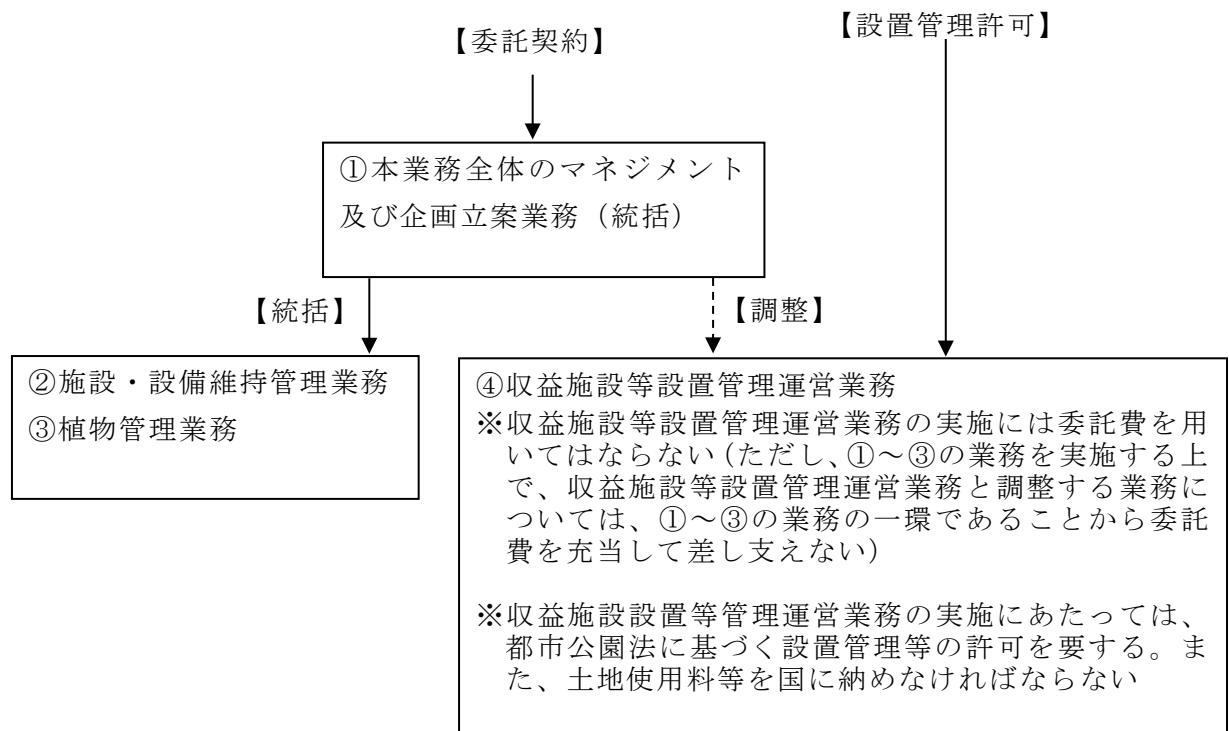 【委託契約】
【設置管理許可】
①本業務全体のマネジメント
及び企画立案業務（統括）
【統括】
【調整】
②施設・設備維持管理業務
③植物管理業務
④収益施設等設置管理運営業務
※収益施設等設置管理運営業務の実施には委託費を用
いてはならない（ただし、①～③の業務を実施する上
で、収益施設等設置管理運営業務と調整する業務に
ついては、①～③の業務の一環であることから委託
費を充当して差し支えない）
※収益施設設置等管理運営業務の実施にあたっては、
都市公園法に基づく設置管理等の許可を要する。ま
た、土地使用料等を国に納めなければならない